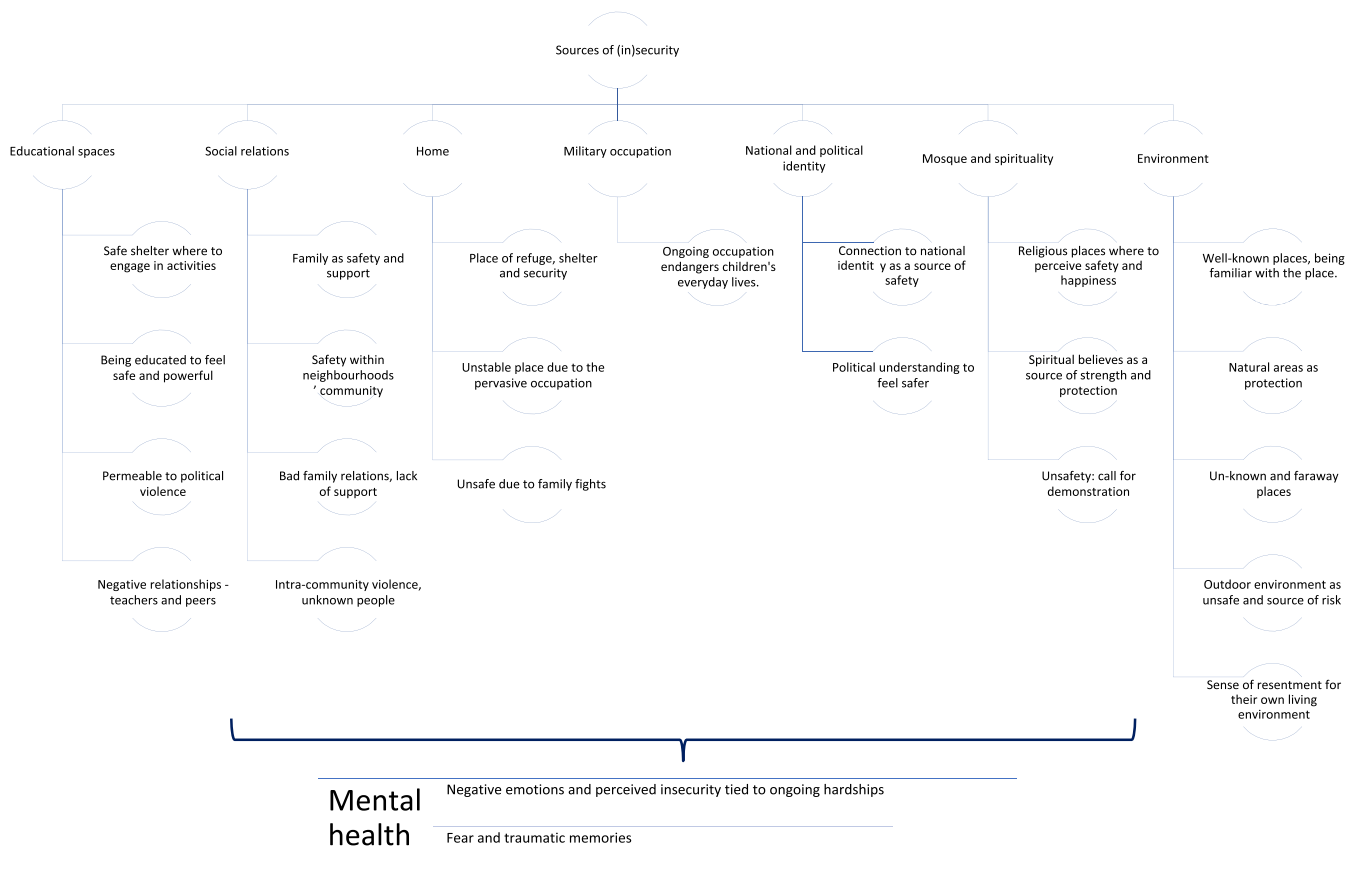 Sources of (in)security
Educational spaces
Social relations
Home
Military occupation
National and political
identity
Mosque and spirituality
Environment
Safe shelter where to
engage in activities
Being educated to feel
safe and powerful
Permeable to political
violence
Negative relationships -
teachers and peers
Family as safety and
support
Safety within
neighbourhoods
’ community
Bad family relations, lack
of support
Intra-community violence,
unknown people
Place of refuge, shelter
and security
Unstable place due to the
pervasive occupation
Unsafe due to family fights
Ongoing occupation
endangers children's
everyday lives.
Connection to national
identit y as a source of
safety
Political understanding to
feel safer
Religious places where to
perceive safety and
happiness
Spiritual believes as a
source of strength and
protection
Unsafety: call for
demonstration
Well-known places, being
familiar with the place.
Natural areas as
protection
Un-known and faraway
places
Outdoor environment as
unsafe and source of risk
Sense of resentment for
their own living
environment
Mental
health
Negative emotions and perceived insecurity tied to ongoing hardships
Fear and traumatic memories